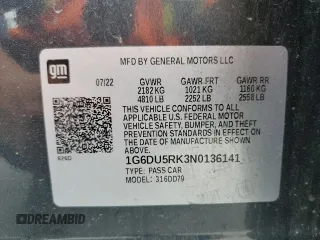 gm
MFD BY GENERAL MOTORS LLC
07/22 GVWR GAWR FRT GAWR RR
2182 KG 1021 KG 1160 KG
4810 LB 2252 LB 2558 LB
THIS VEHICLE CONFORMS TO ALL
APPLICABLE U.S. FEDERAL MOTOR
VEHICLE SAFETY, BUMPER, AND THEFT
PREVENTION STANDARDS IN EFFECT ON THE
DATE OF MANUFACTURE SHOWN ABOVE.
1G6DU5RK3N0136141
TYPE: PASS CAR
MODEL: 316DD79
©DREAMBID